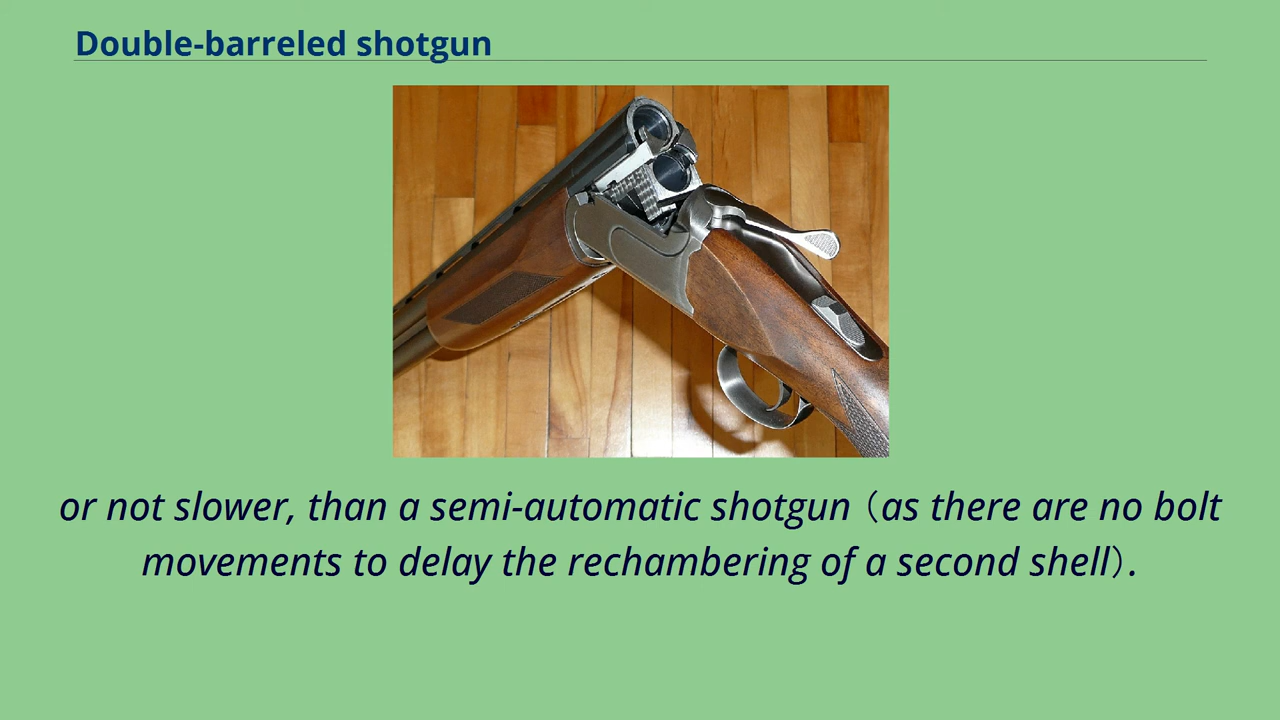 Double-barreled shotgun
or not slower, than a semi-automatic shotgun (as there are no bolt
movements to delay the rechambering of a second shell).